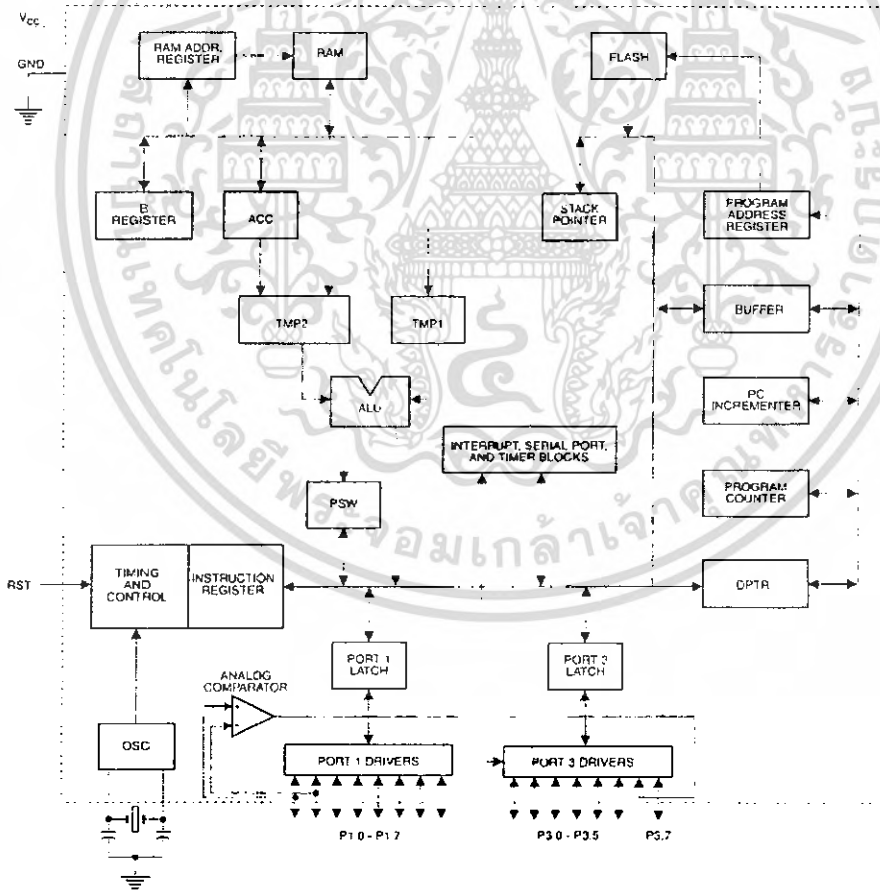 VCC
GND
RAM ADDR.
REGISTER
RAM
FLASH
B
REGISTER
ACC
STACK
POINTER
PROGRAM
ADDRESS
REGISTER
TMP2
TMP1
BUFFER
ALU
PC
INCREMENTER
INTERRUPT, SERIAL PORT,
AND TIMER BLOCKS
PSW
PROGRAM
COUNTER
RST
TIMING
AND
CONTROL
INSTRUCTION
REGISTER
DPTR
PORT 1
LATCH
PORT 3
LATCH
ANALOG
COMPARATOR
OSC
PORT 1 DRIVERS
PORT 3 DRIVERS
P1.0 - P1.7
P3.0 - P3.5
P3.7